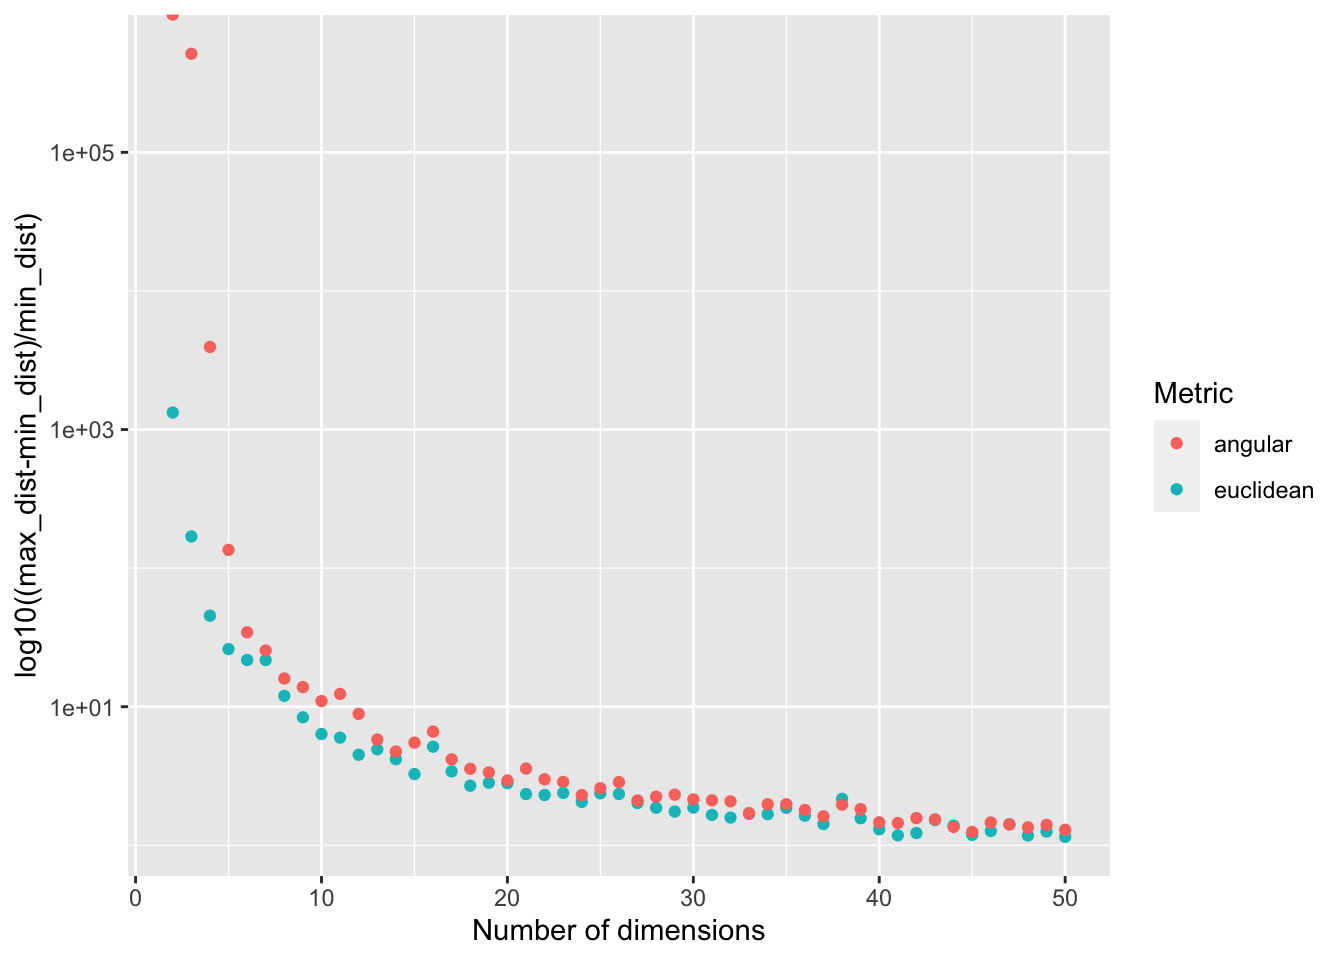 log10((max_dist-min_dist)/min_dist)
1e+05
1e+03
1e+01
0 10 20 30 40 50
Number of dimensions
Metric
angular
euclidean